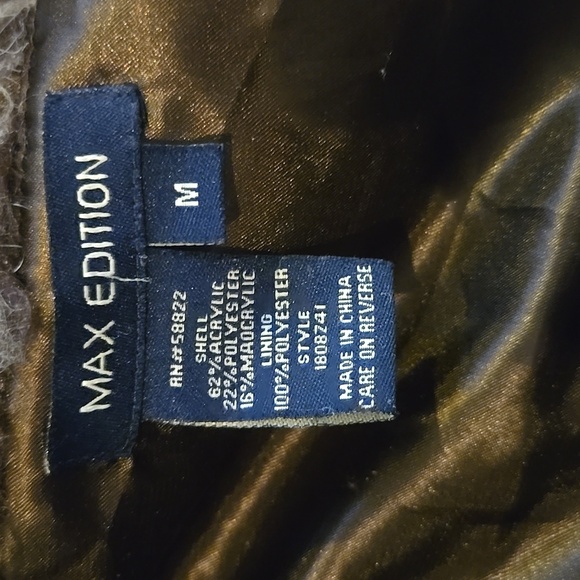 MAX EDITION
M
RN#58822
SHELL
62%ACRYLIC
22%POLYESTER
16%MAOCRYLIC
LINING
100%POLYESTER
STYLE
1808741
MADE IN CHINA
CARE ON REVERSE